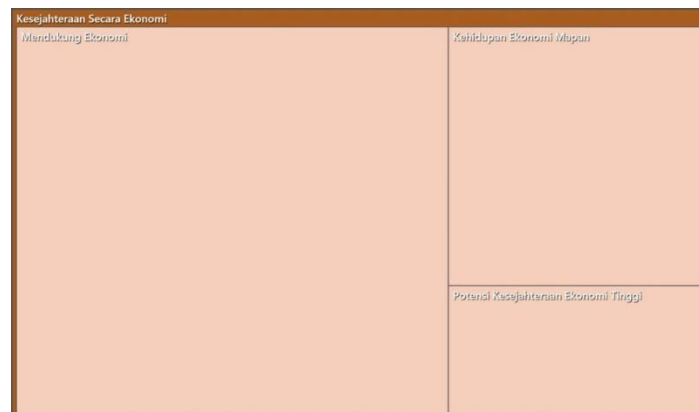 Kesejahteraan Secara Ekonomi
Mendukung Ekonomi
Kehidupan Ekonomi Mapan
Potensi Kesejahteraan Ekonomi Tinggi